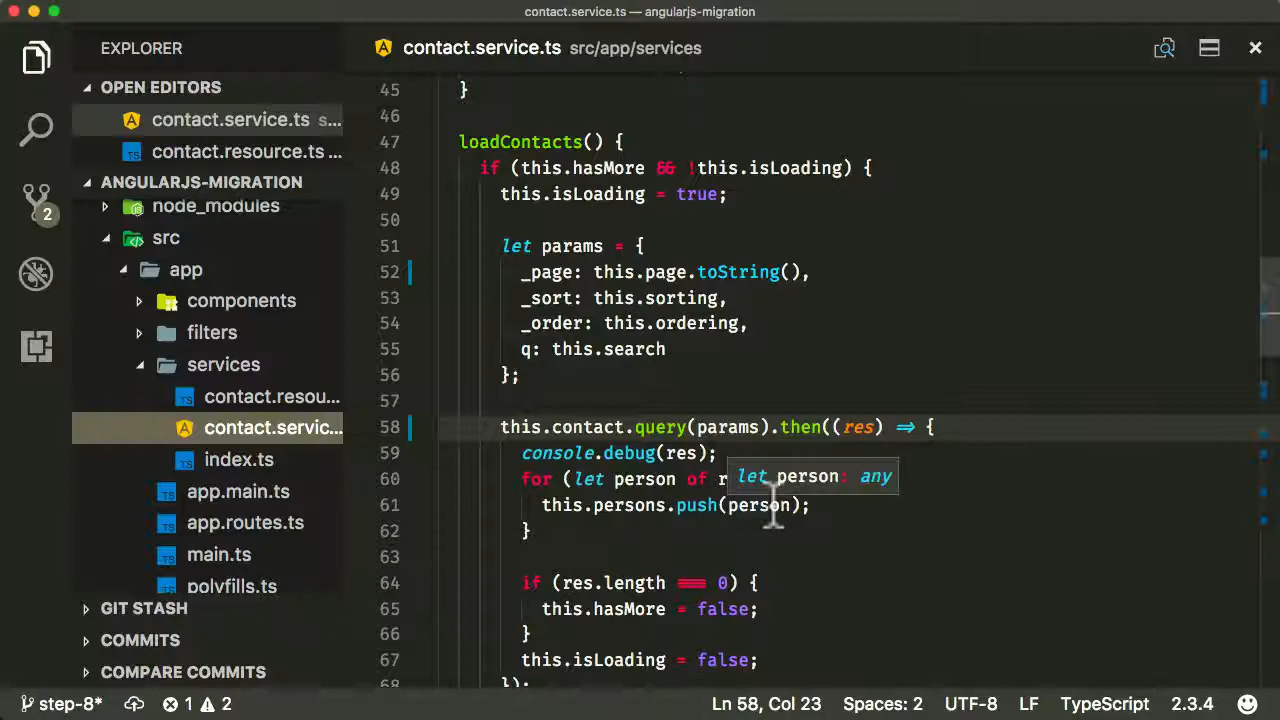 contact.service.ts — angularjs-migration
EXPLORER
OPEN EDITORS
contact.service.ts s...
contact.resource.ts ...
ANGULARJS-MIGRATION
node_modules
src
app
components
filters
services
contact.resou...
contact.servic...
index.ts
app.main.ts
app.routes.ts
main.ts
polyfills.ts
GIT STASH
COMMITS
COMPARE COMMITS
2
contact.service.ts src/app/services
45 }
46
47 loadContacts() {
48 if (this.hasMore && !this.isLoading) {
49 this.isLoading = true;
50
51 let params = {
52 _page: this.page.toString(),
53 _sort: this.sorting,
54 _order: this.ordering,
55 q: this.search
56 };
57
58 this.contact.query(params).then((res) => {
59 console.debug(res);
60 for (let person of r
let person: any
61 this.persons.push(person);
62 }
63
64 if (res.length === 0) {
65 this.hasMore = false;
66 }
67 this.isLoading = false;
68 });
step-8* 1 2 Ln 58, Col 23 Spaces: 2 UTF-8 LF TypeScript 2.3.4